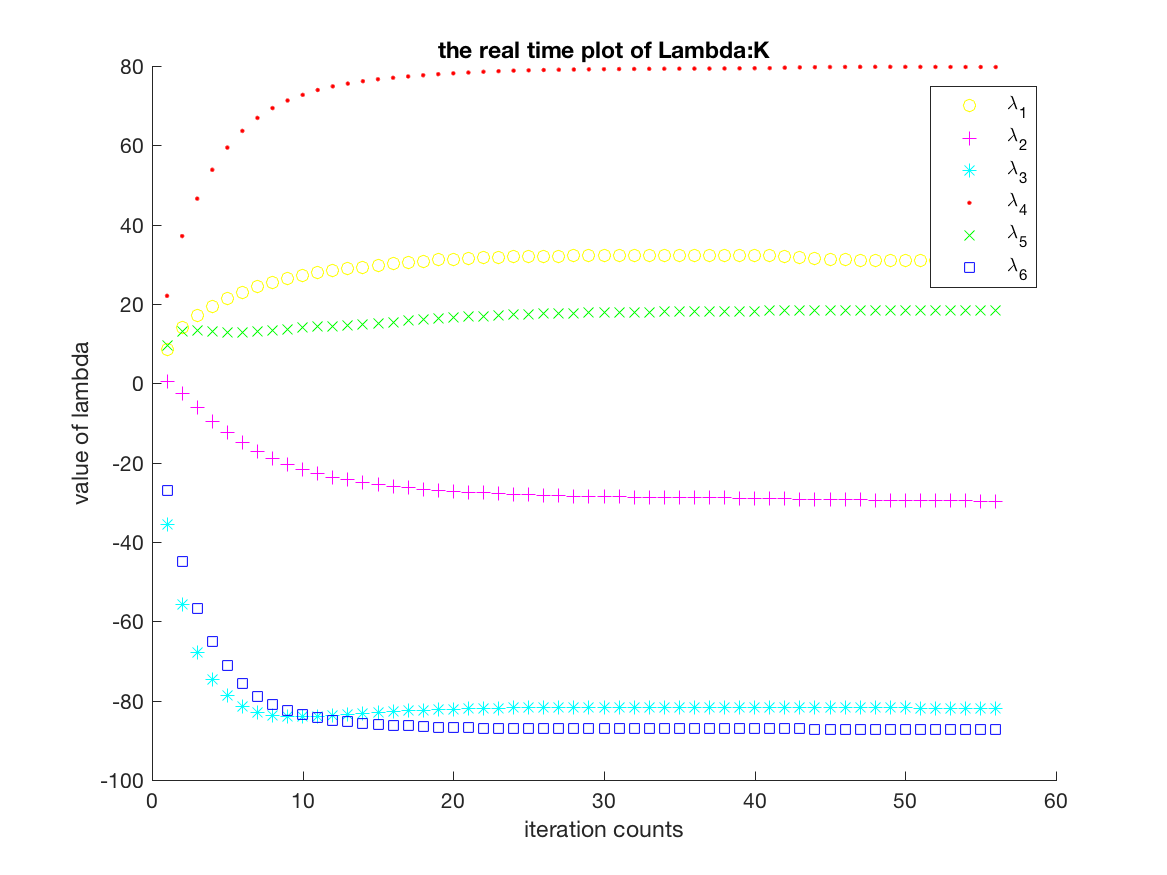 the real time plot of Lambda:K
80
60
40
20
0
-20
-40
-60
-80
-100
value of lambda
λ1
λ2
λ3
λ4
λ5
λ6
0 10 20 30 40 50 60
iteration counts